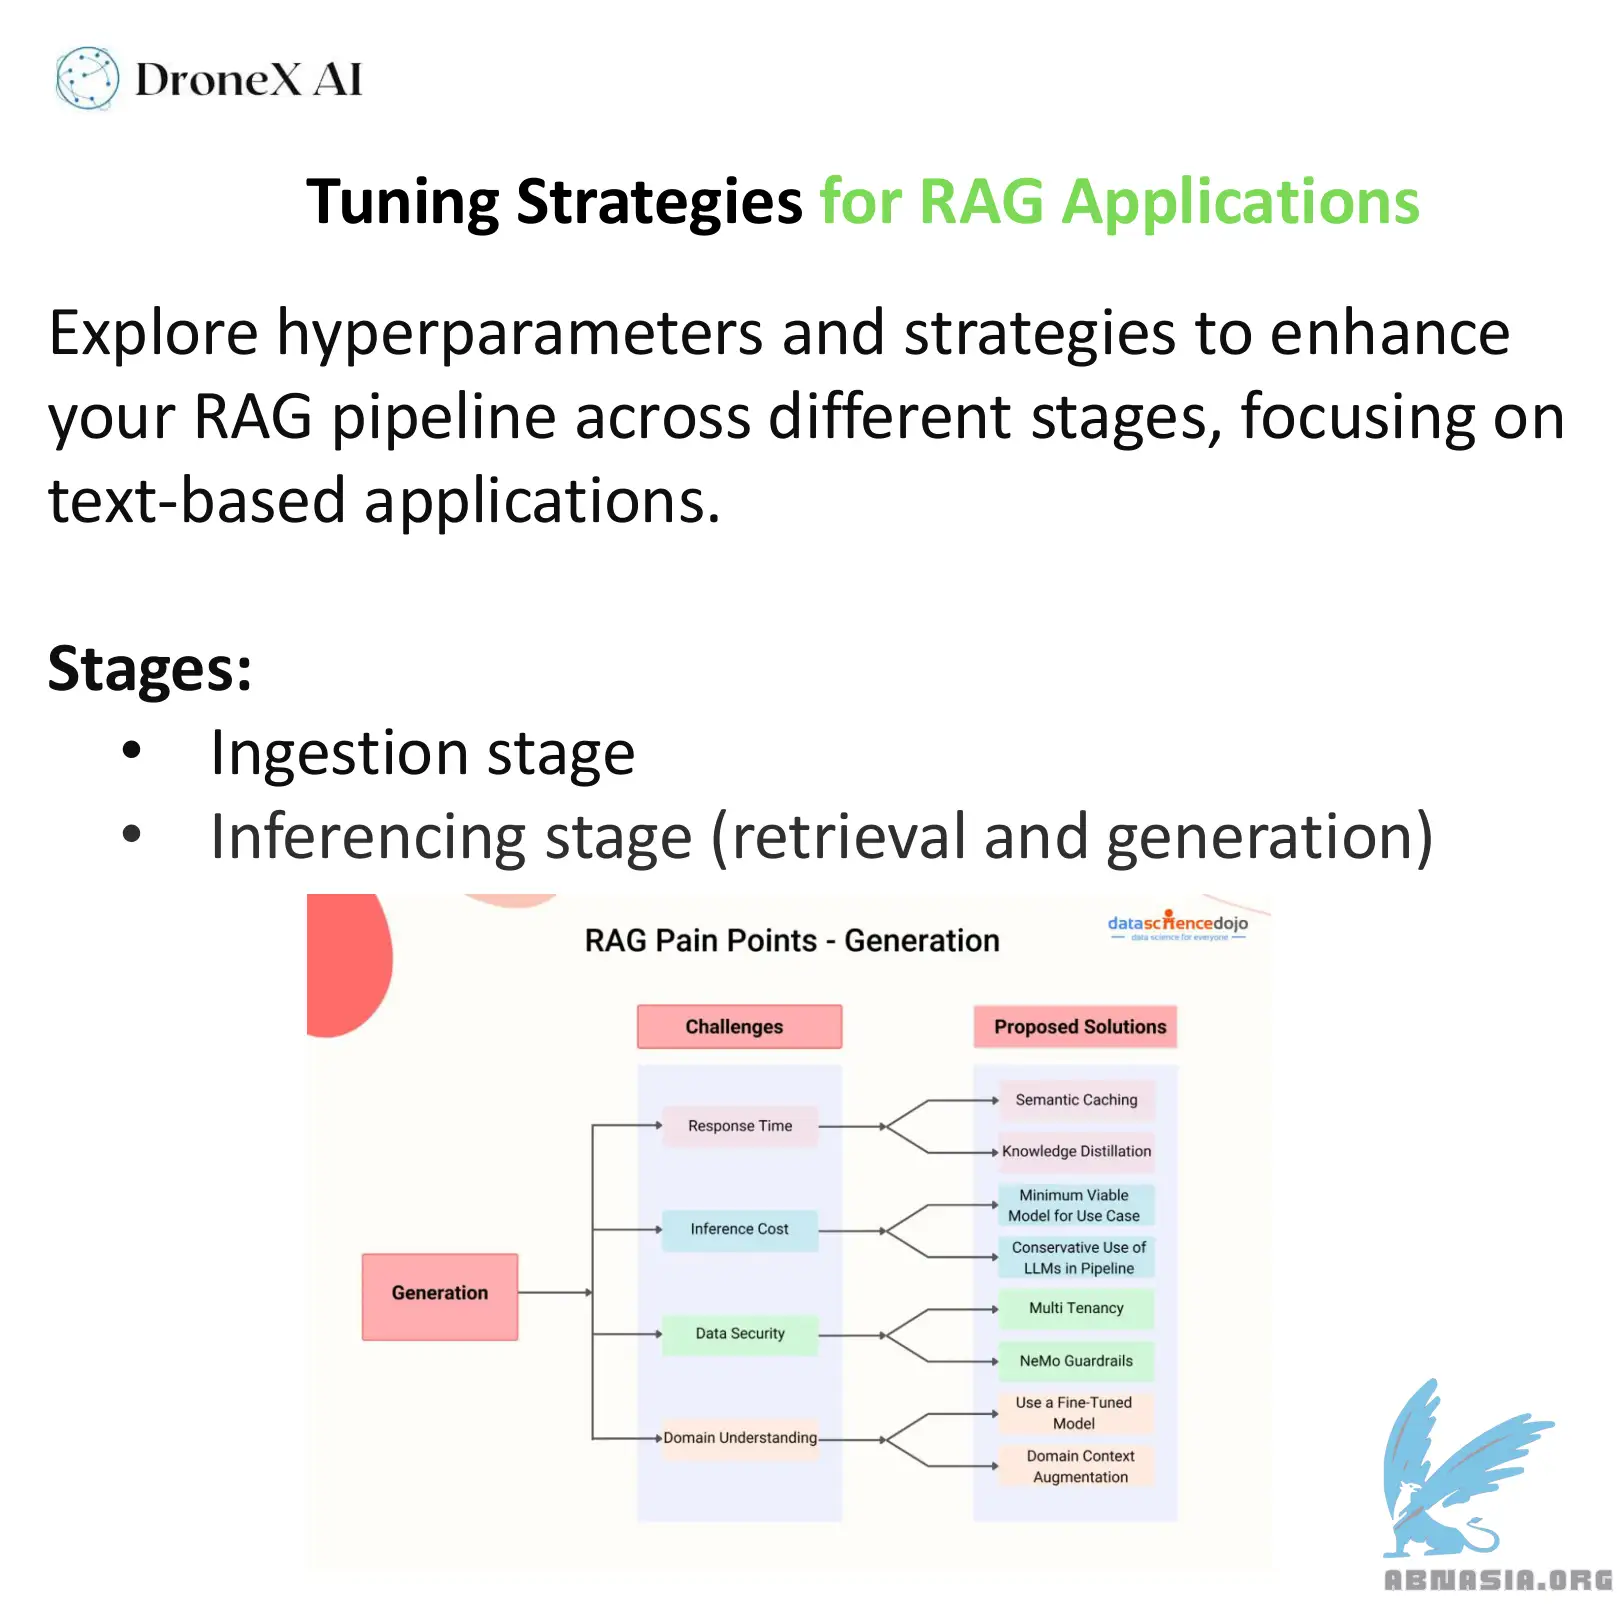 DroneX AI
Tuning Strategies for RAG Applications
Explore hyperparameters and strategies to enhance
your RAG pipeline across different stages, focusing on
text-based applications.
Stages:
• Ingestion stage
• Inferencing stage (retrieval and generation)
RAG Pain Points - Generation
datasciencedojo
data science for everyone
Challenges
Proposed Solutions
Generation
Response Time
Semantic Caching
Knowledge Distillation
Inference Cost
Minimum Viable
Model for Use Case
Conservative Use of
LLMs in Pipeline
Data Security
Multi Tenancy
NeMo Guardrails
Domain Understanding
Use a Fine-Tuned
Model
Domain Context
Augmentation
ABNASIA.ORG